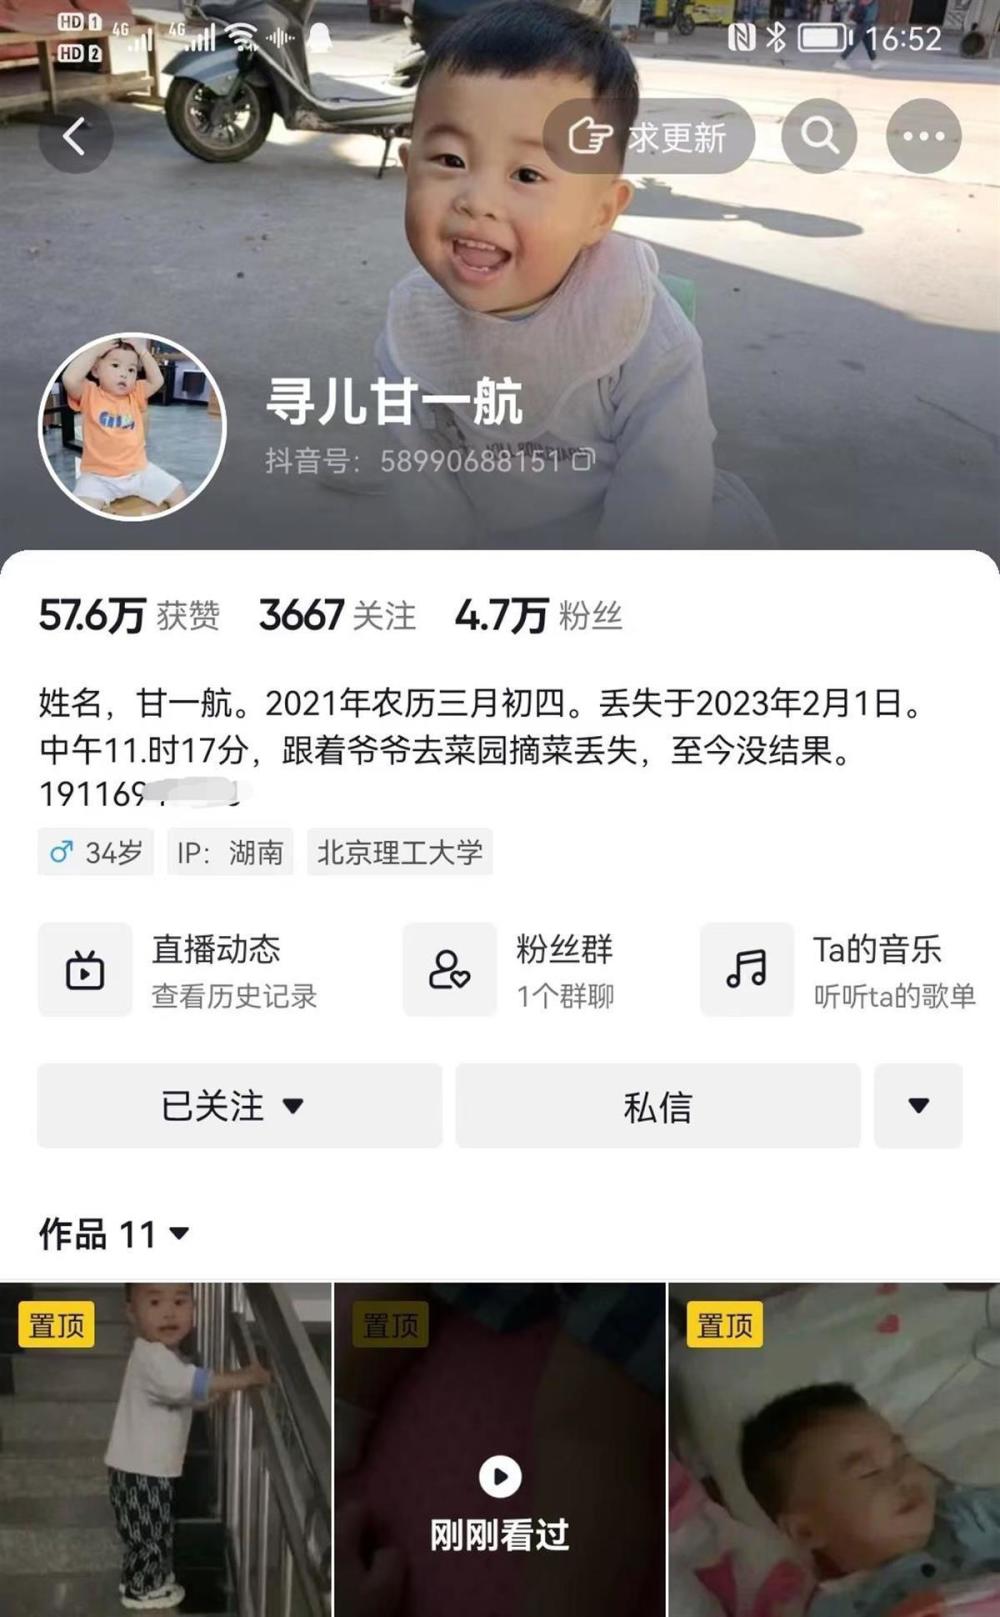 HD 1 4G 4G 16:52
HD 2
求更新
寻儿甘一航
抖音号：58990688151
57.6万 获赞 3667 关注 4.7万 粉丝
姓名，甘一航。2021年农历三月初四。丢失于2023年2月1日。
中午11.时17分，跟着爷爷去菜园摘菜丢失，至今没结果。
191169
♂ 34岁 IP：湖南 北京理工大学
直播动态 粉丝群 Ta的音乐
查看历史记录 1个群聊 听听ta的歌单
已关注 私信
作品 11
置顶 置顶 置顶
刚刚看过